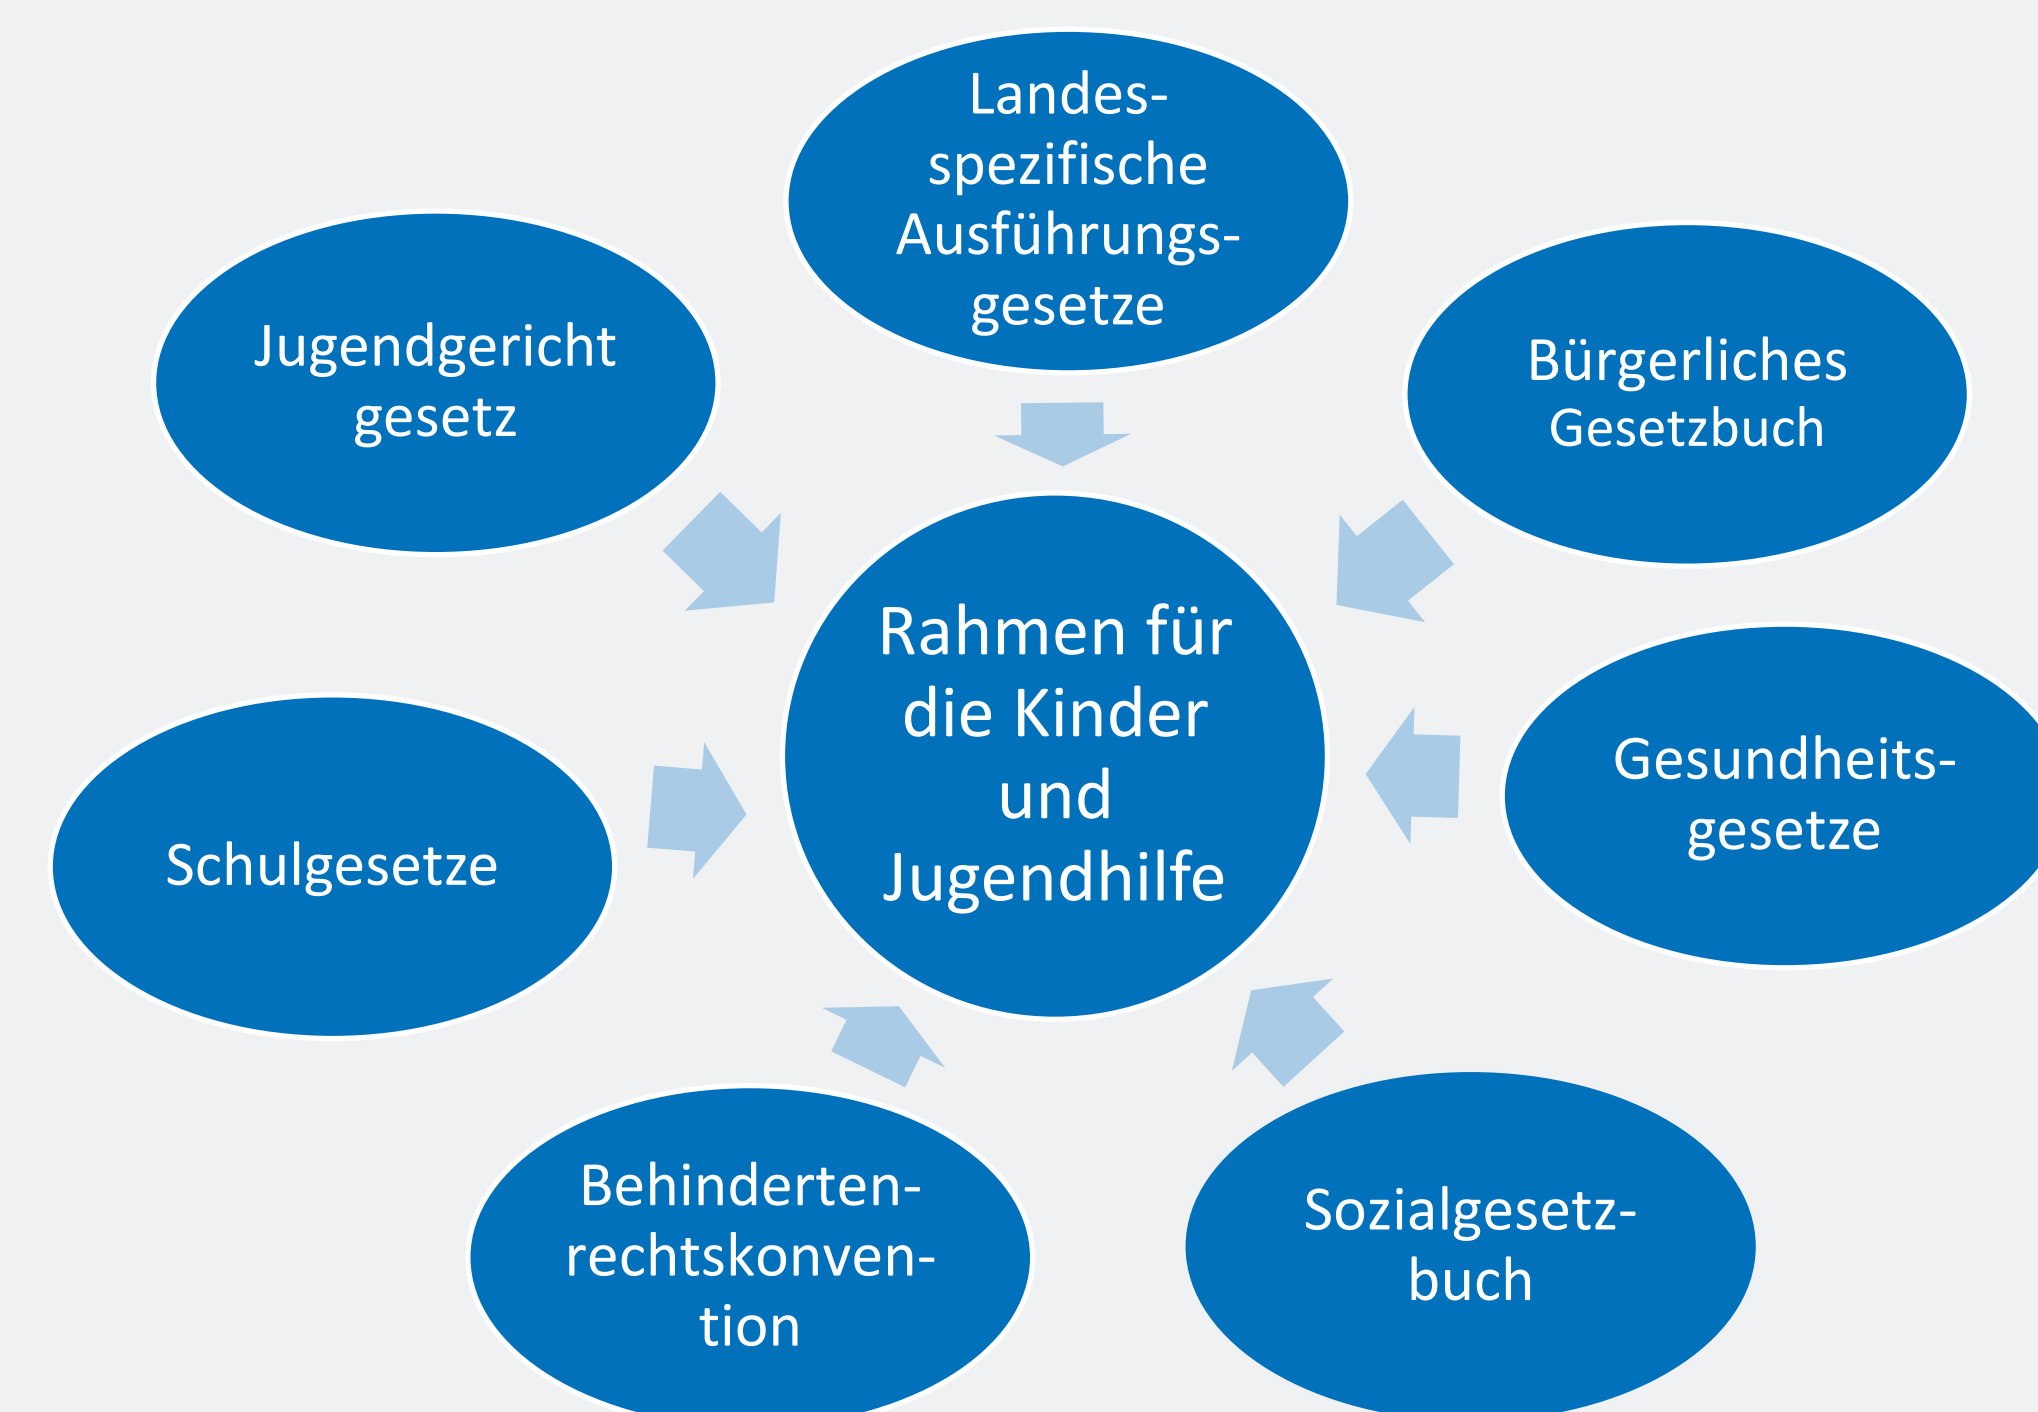 Landes-
spezifische
Ausführungs-
gesetze
Jugendgericht
gesetz
Bürgerliches
Gesetzbuch
Rahmen für
die Kinder
und
Jugendhilfe
Gesundheits-
gesetze
Schulgesetze
Behinderten-
rechtskonven-
tion
Sozialgesetz-
buch